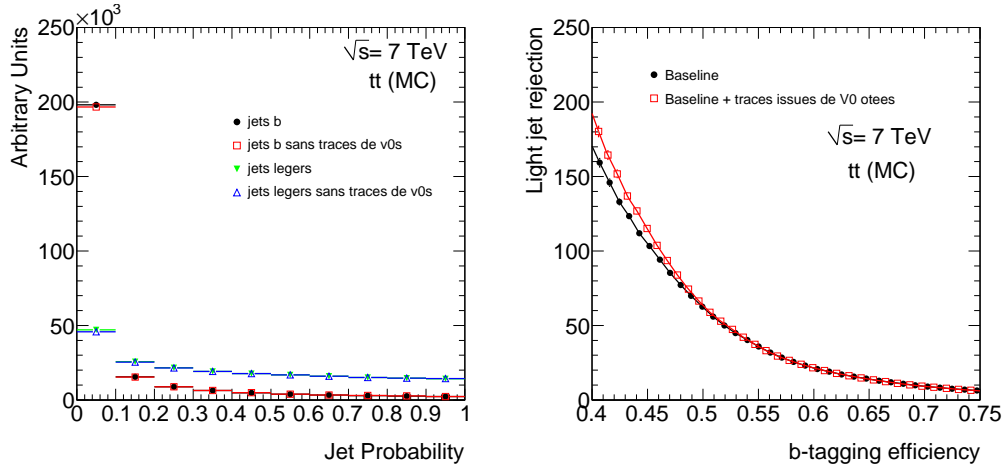 ×10³
Arbitrary Units
250
200
150
100
50
0
0 0.1 0.2 0.3 0.4 0.5 0.6 0.7 0.8 0.9 1
Jet Probability
√s= 7 TeV
tt (MC)
jets b
jets b sans traces de v0s
jets legers
jets legers sans traces de v0s
Light jet rejection
250
200
150
100
50
0
0.4 0.45 0.5 0.55 0.6 0.65 0.7 0.75
b-tagging efficiency
Baseline
Baseline + traces issues de V0 otees
√s= 7 TeV
tt (MC)